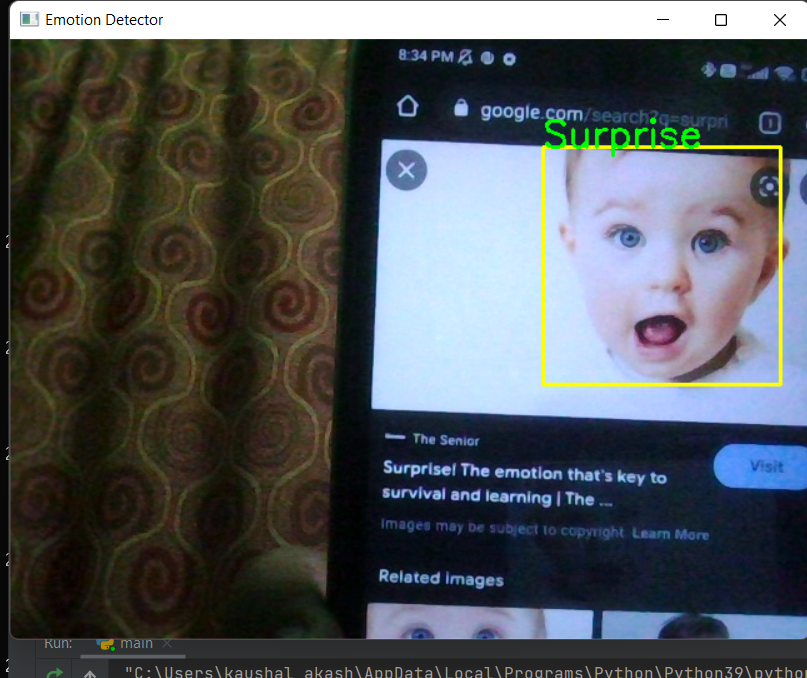 Emotion Detector
8:34 PM
google.com/search?q=surpri
Surprise
The Senior
Surprise! The emotion that's key to
survival and learning | The ...
Visit
Images may be subject to copyright. Learn More
Related images
Run:
main
"C:\Users\kaushal akash\AppData\Local\Programs\Python\Python39\python